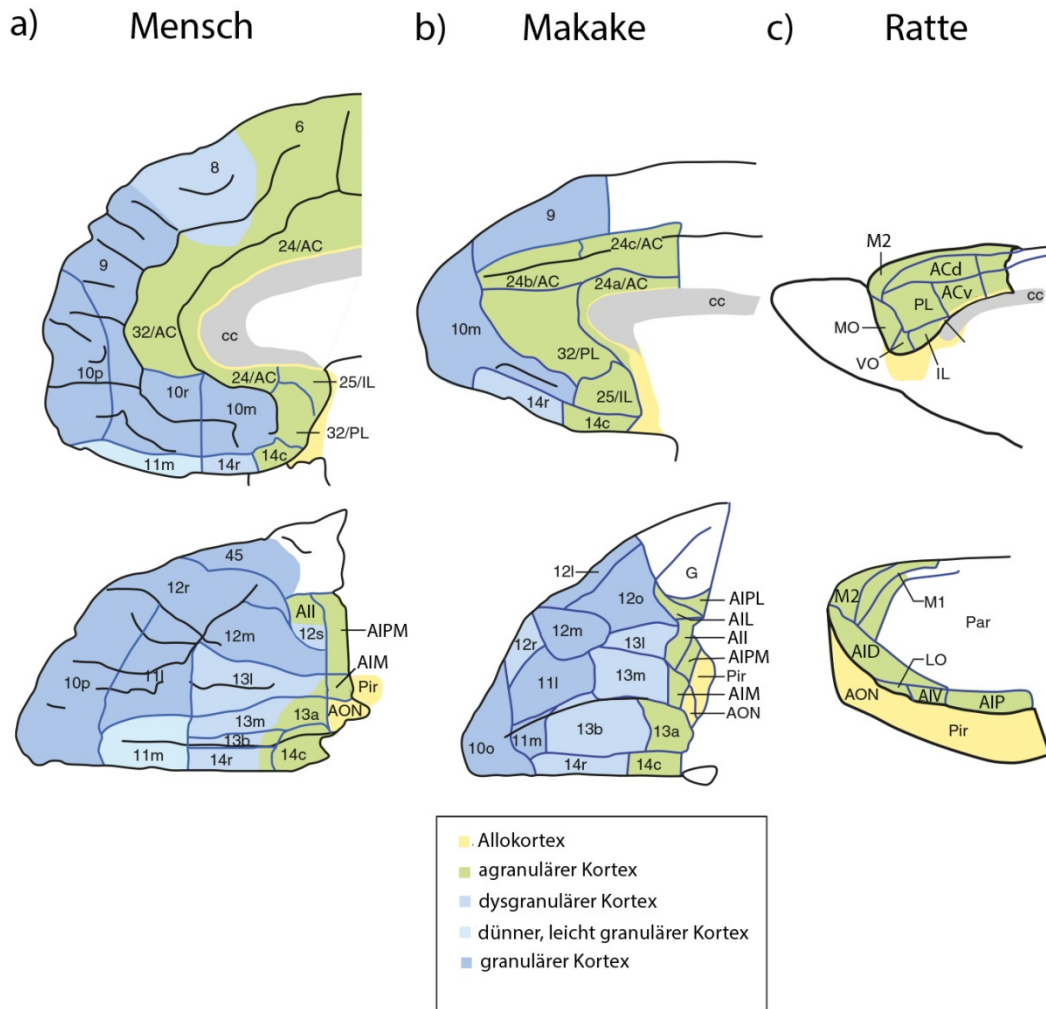 a) Mensch
b) Makake
c) Ratte
6
8
9
24/AC
32/AC
cc
10p
10r
24/AC
10m
25/IL
32/PL
11m
14r
14c
9
24c/AC
24b/AC
24a/AC
cc
10m
32/PL
25/IL
14r
14c
M2
ACd
ACv
PL
cc
MO
VO
IL
45
12r
AII
12m
12s
AIPM
AIM
10p
11l
13l
Pir
AON
13m
13a
13b
11m
14r
14c
G
12l
12o
AIPL
AIL
12m
AII
12r
13l
AIPM
11l
13m
Pir
AIM
AON
13b
13a
10o
11m
14r
14c
M2
M1
Par
AID
LO
AON
AIV
AIP
Pir
Allokortex
agranulärer Kortex
dysgranulärer Kortex
dünner, leicht granulärer Kortex
granulärer Kortex